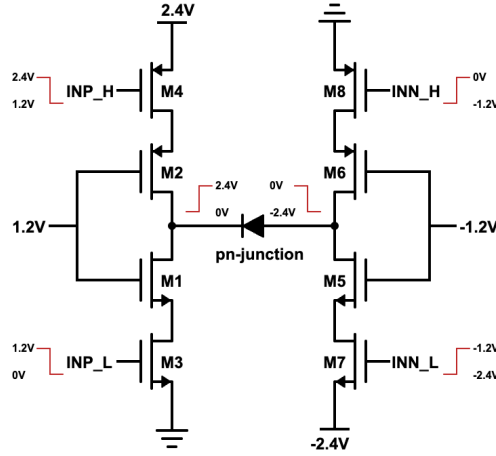 2.4V
2.4V
1.2V
INP_H
M4
M8
INN_H
0V
-1.2V
M2
M6
1.2V
2.4V
0V
0V
-2.4V
-1.2V
pn-junction
M1
M5
1.2V
0V
INP_L
M3
M7
INN_L
-1.2V
-2.4V
-2.4V